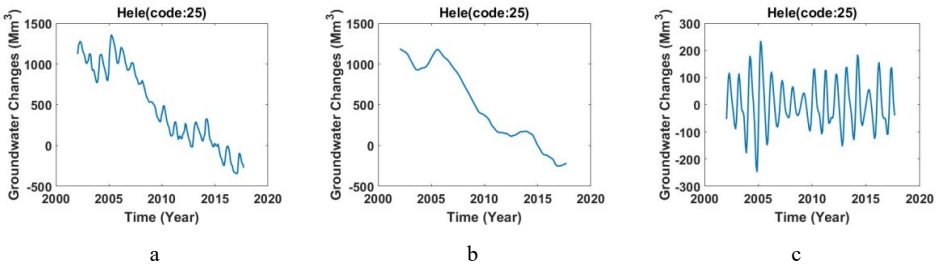 Hele(code:25)
Groundwater Changes (Mm³)
1500
1000
500
0
-500
2000
2005
2010
2015
2020
Time (Year)
a
Hele(code:25)
Groundwater Changes (Mm³)
1500
1000
500
0
-500
2000
2005
2010
2015
2020
Time (Year)
b
Hele(code:25)
Groundwater Changes (Mm³)
300
200
100
0
-100
-200
-300
2000
2005
2010
2015
2020
Time (Year)
c